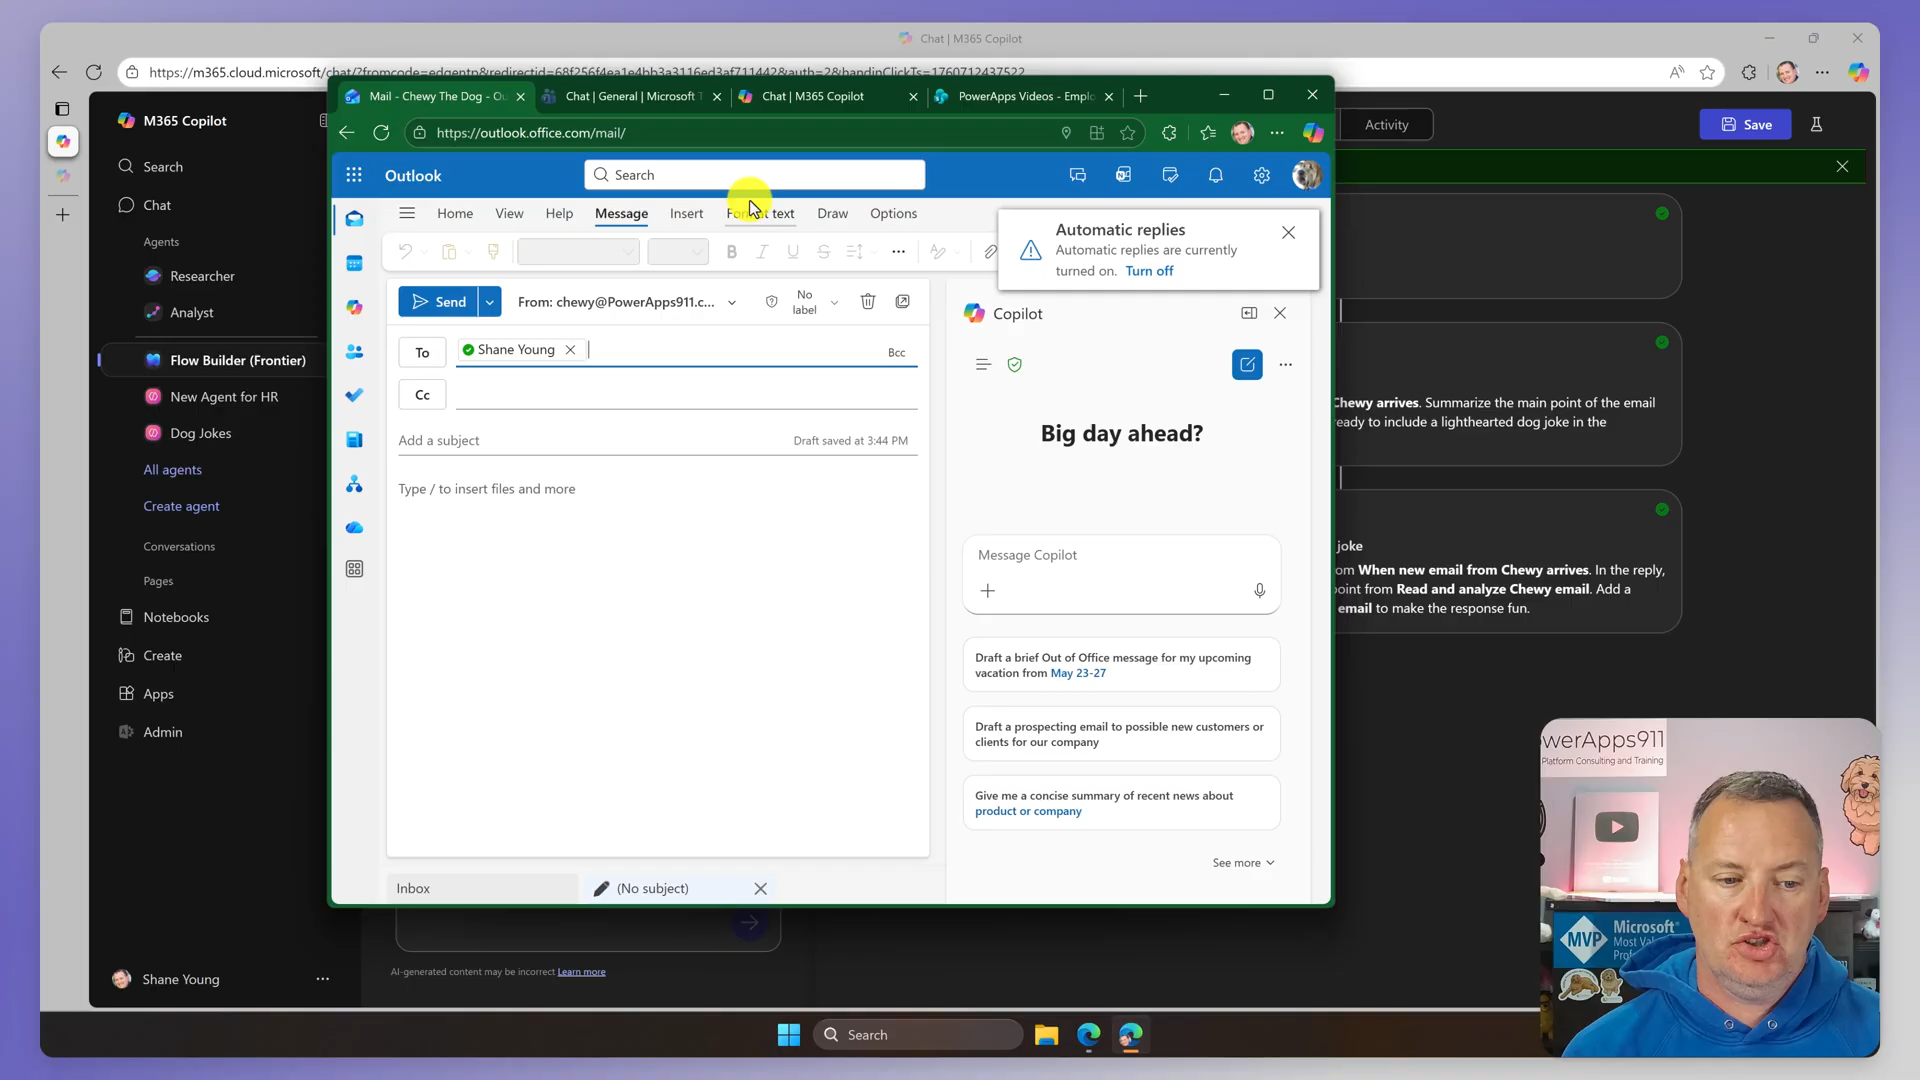 Chat | M365 Copilot
https://m365.cloud.microsoft/chat/?fromcode=edgentp&redirectid=68f256f4ea1e4bb3a3116ed3af711442&auth=2&handinClickTs=1760712437522
M365 Copilot
Search
Chat
Agents
Researcher
Analyst
Flow Builder (Frontier)
New Agent for HR
Dog Jokes
All agents
Create agent
Conversations
Pages
Notebooks
Create
Apps
Admin
Shane Young
Mail - Chewy The Dog - Ou
Chat | General | Microsoft T
Chat | M365 Copilot
PowerApps Videos - Emplo
https://outlook.office.com/mail/
Outlook
Search
Home
View
Help
Message
Insert
Format text
Draw
Options
Automatic replies
Automatic replies are currently
turned on. Turn off
Send
From: chewy@PowerApps911.c...
No
label
To
Shane Young
Bcc
Cc
Add a subject
Draft saved at 3:44 PM
Type / to insert files and more
Inbox
(No subject)
Copilot
Big day ahead?
Message Copilot
Draft a brief Out of Office message for my upcoming
vacation from May 23-27
Draft a prospecting email to possible new customers or
clients for our company
Give me a concise summary of recent news about
product or company
See more
AI-generated content may be incorrect Learn more
Activity
Save
Chewy arrives. Summarize the main point of the email
eady to include a lighthearted dog joke in the
joke
om When new email from Chewy arrives. In the reply,
oint from Read and analyze Chewy email. Add a
email to make the response fun.
werApps911
Platform Consulting and Training
MVP
Microsoft
Most Va
Profe
Search